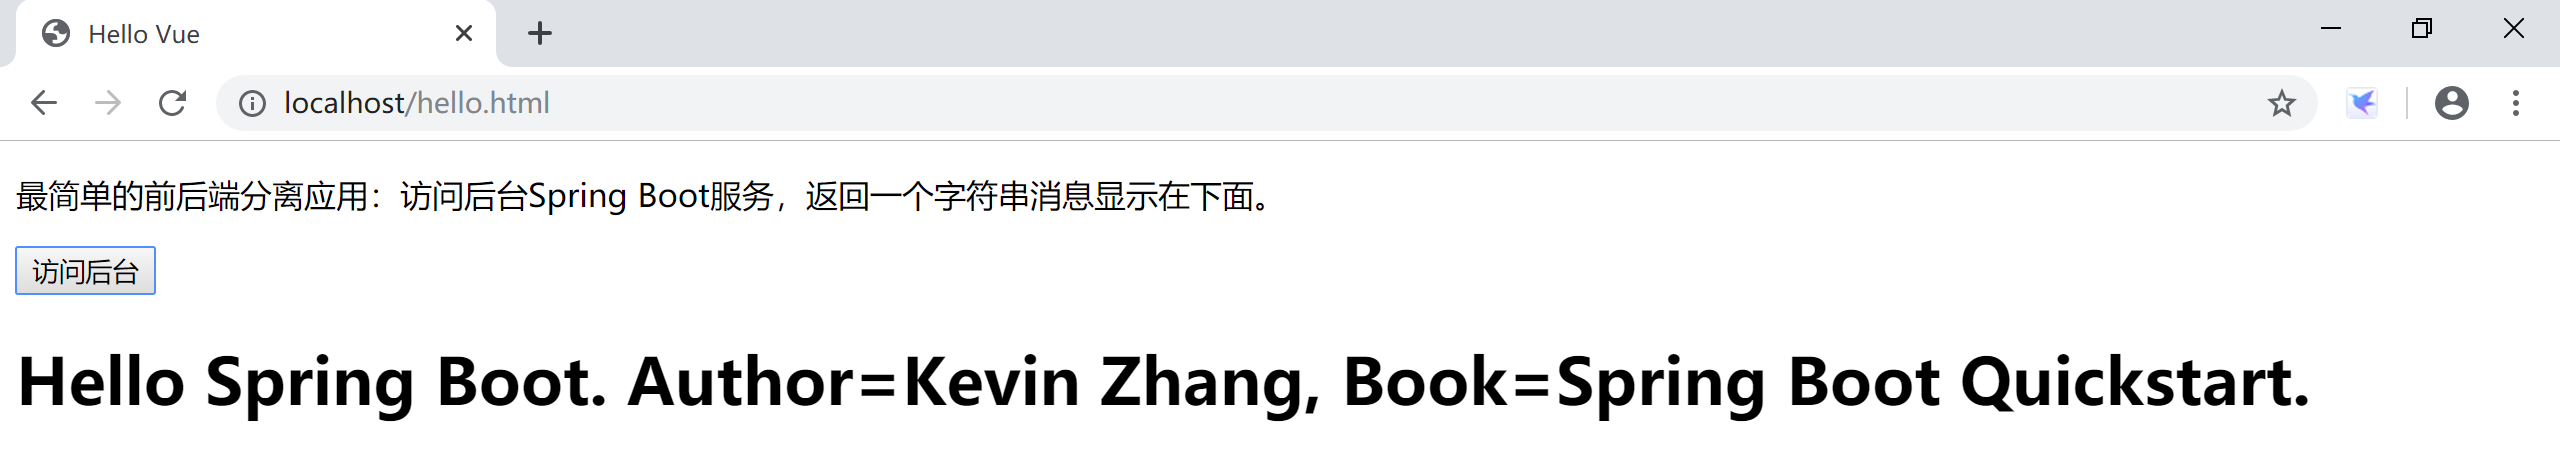 Hello Vue
localhost/hello.html
最简单的前后端分离应用：访问后台Spring Boot服务，返回一个字符串消息显示在下面。
访问后台
Hello Spring Boot. Author=Kevin Zhang, Book=Spring Boot Quickstart.